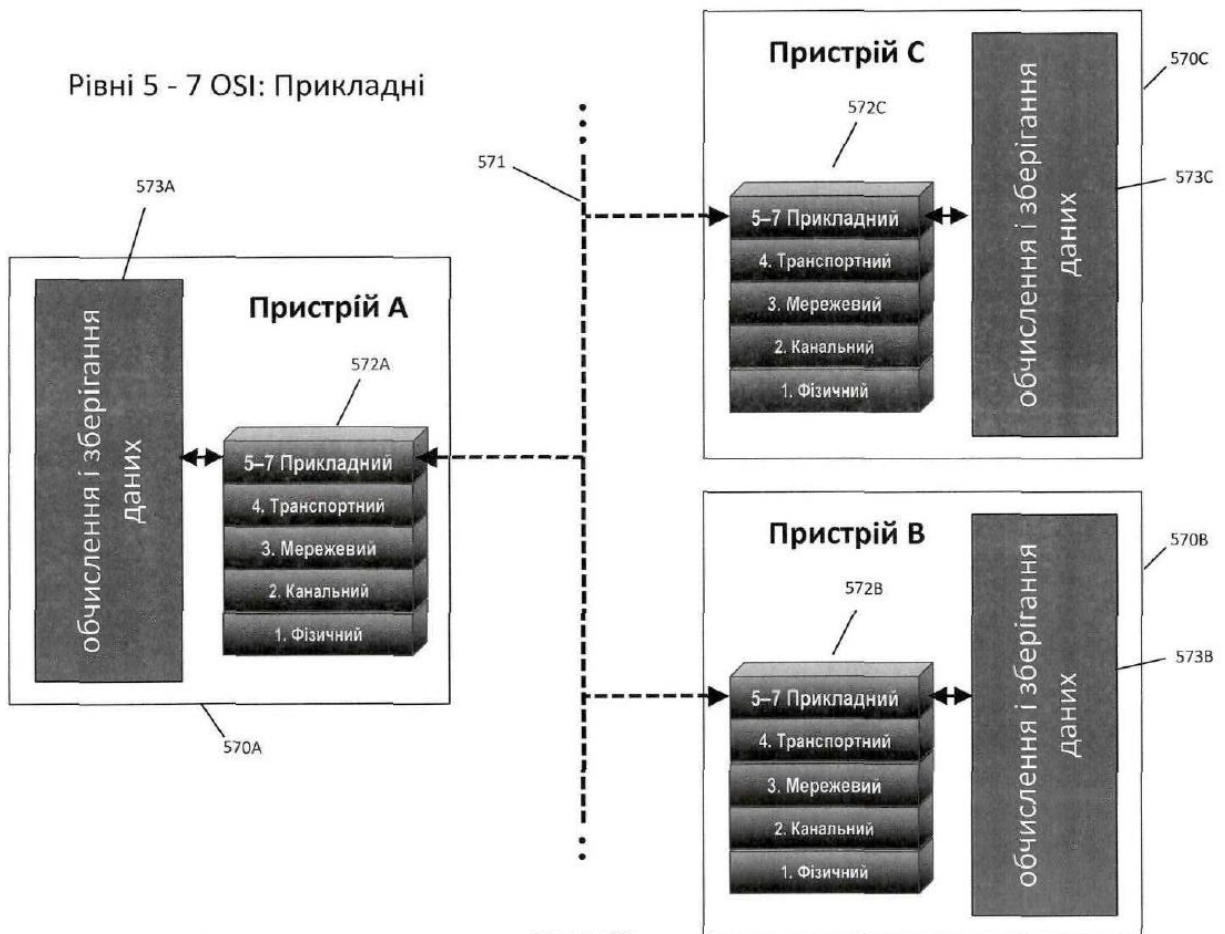 Рівні 5 - 7 OSI: Прикладні
571
573A
обчислення і зберігання
даних
Пристрій A
572A
5–7 Прикладний
4. Транспортний
3. Мережевий
2. Канальний
1. Фізичний
570A
Пристрій C
572C
5–7 Прикладний
4. Транспортний
3. Мережевий
2. Канальний
1. Фізичний
обчислення і зберігання
даних
570C
573C
Пристрій B
572B
5–7 Прикладний
4. Транспортний
3. Мережевий
2. Канальний
1. Фізичний
обчислення і зберігання
даних
570B
573B